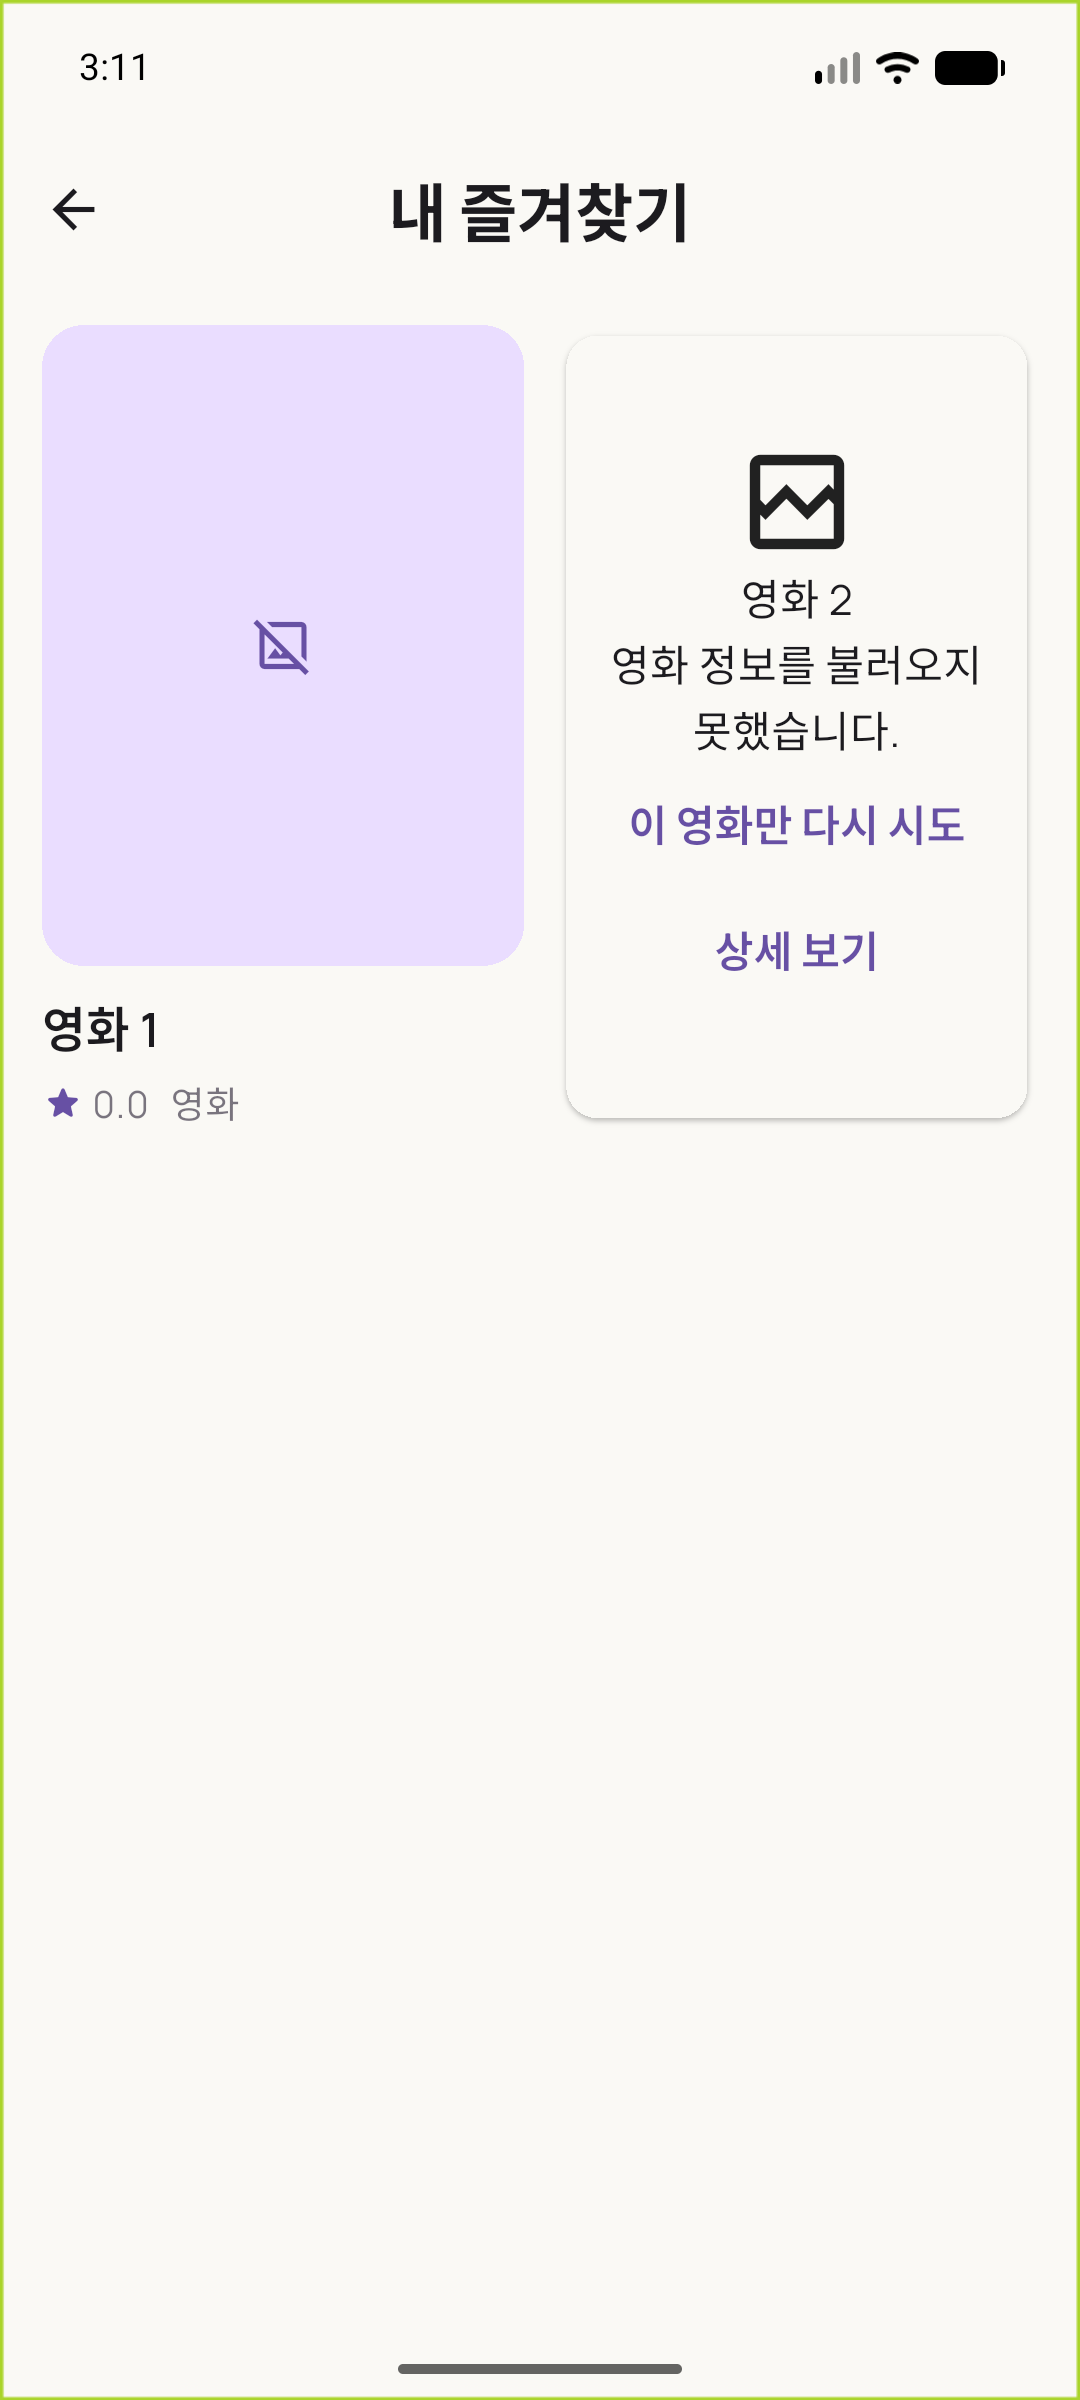 3:11
내 즐겨찾기
영화 1
0.0 영화
영화 2
영화 정보를 불러오지
못했습니다.
이 영화만 다시 시도
상세 보기